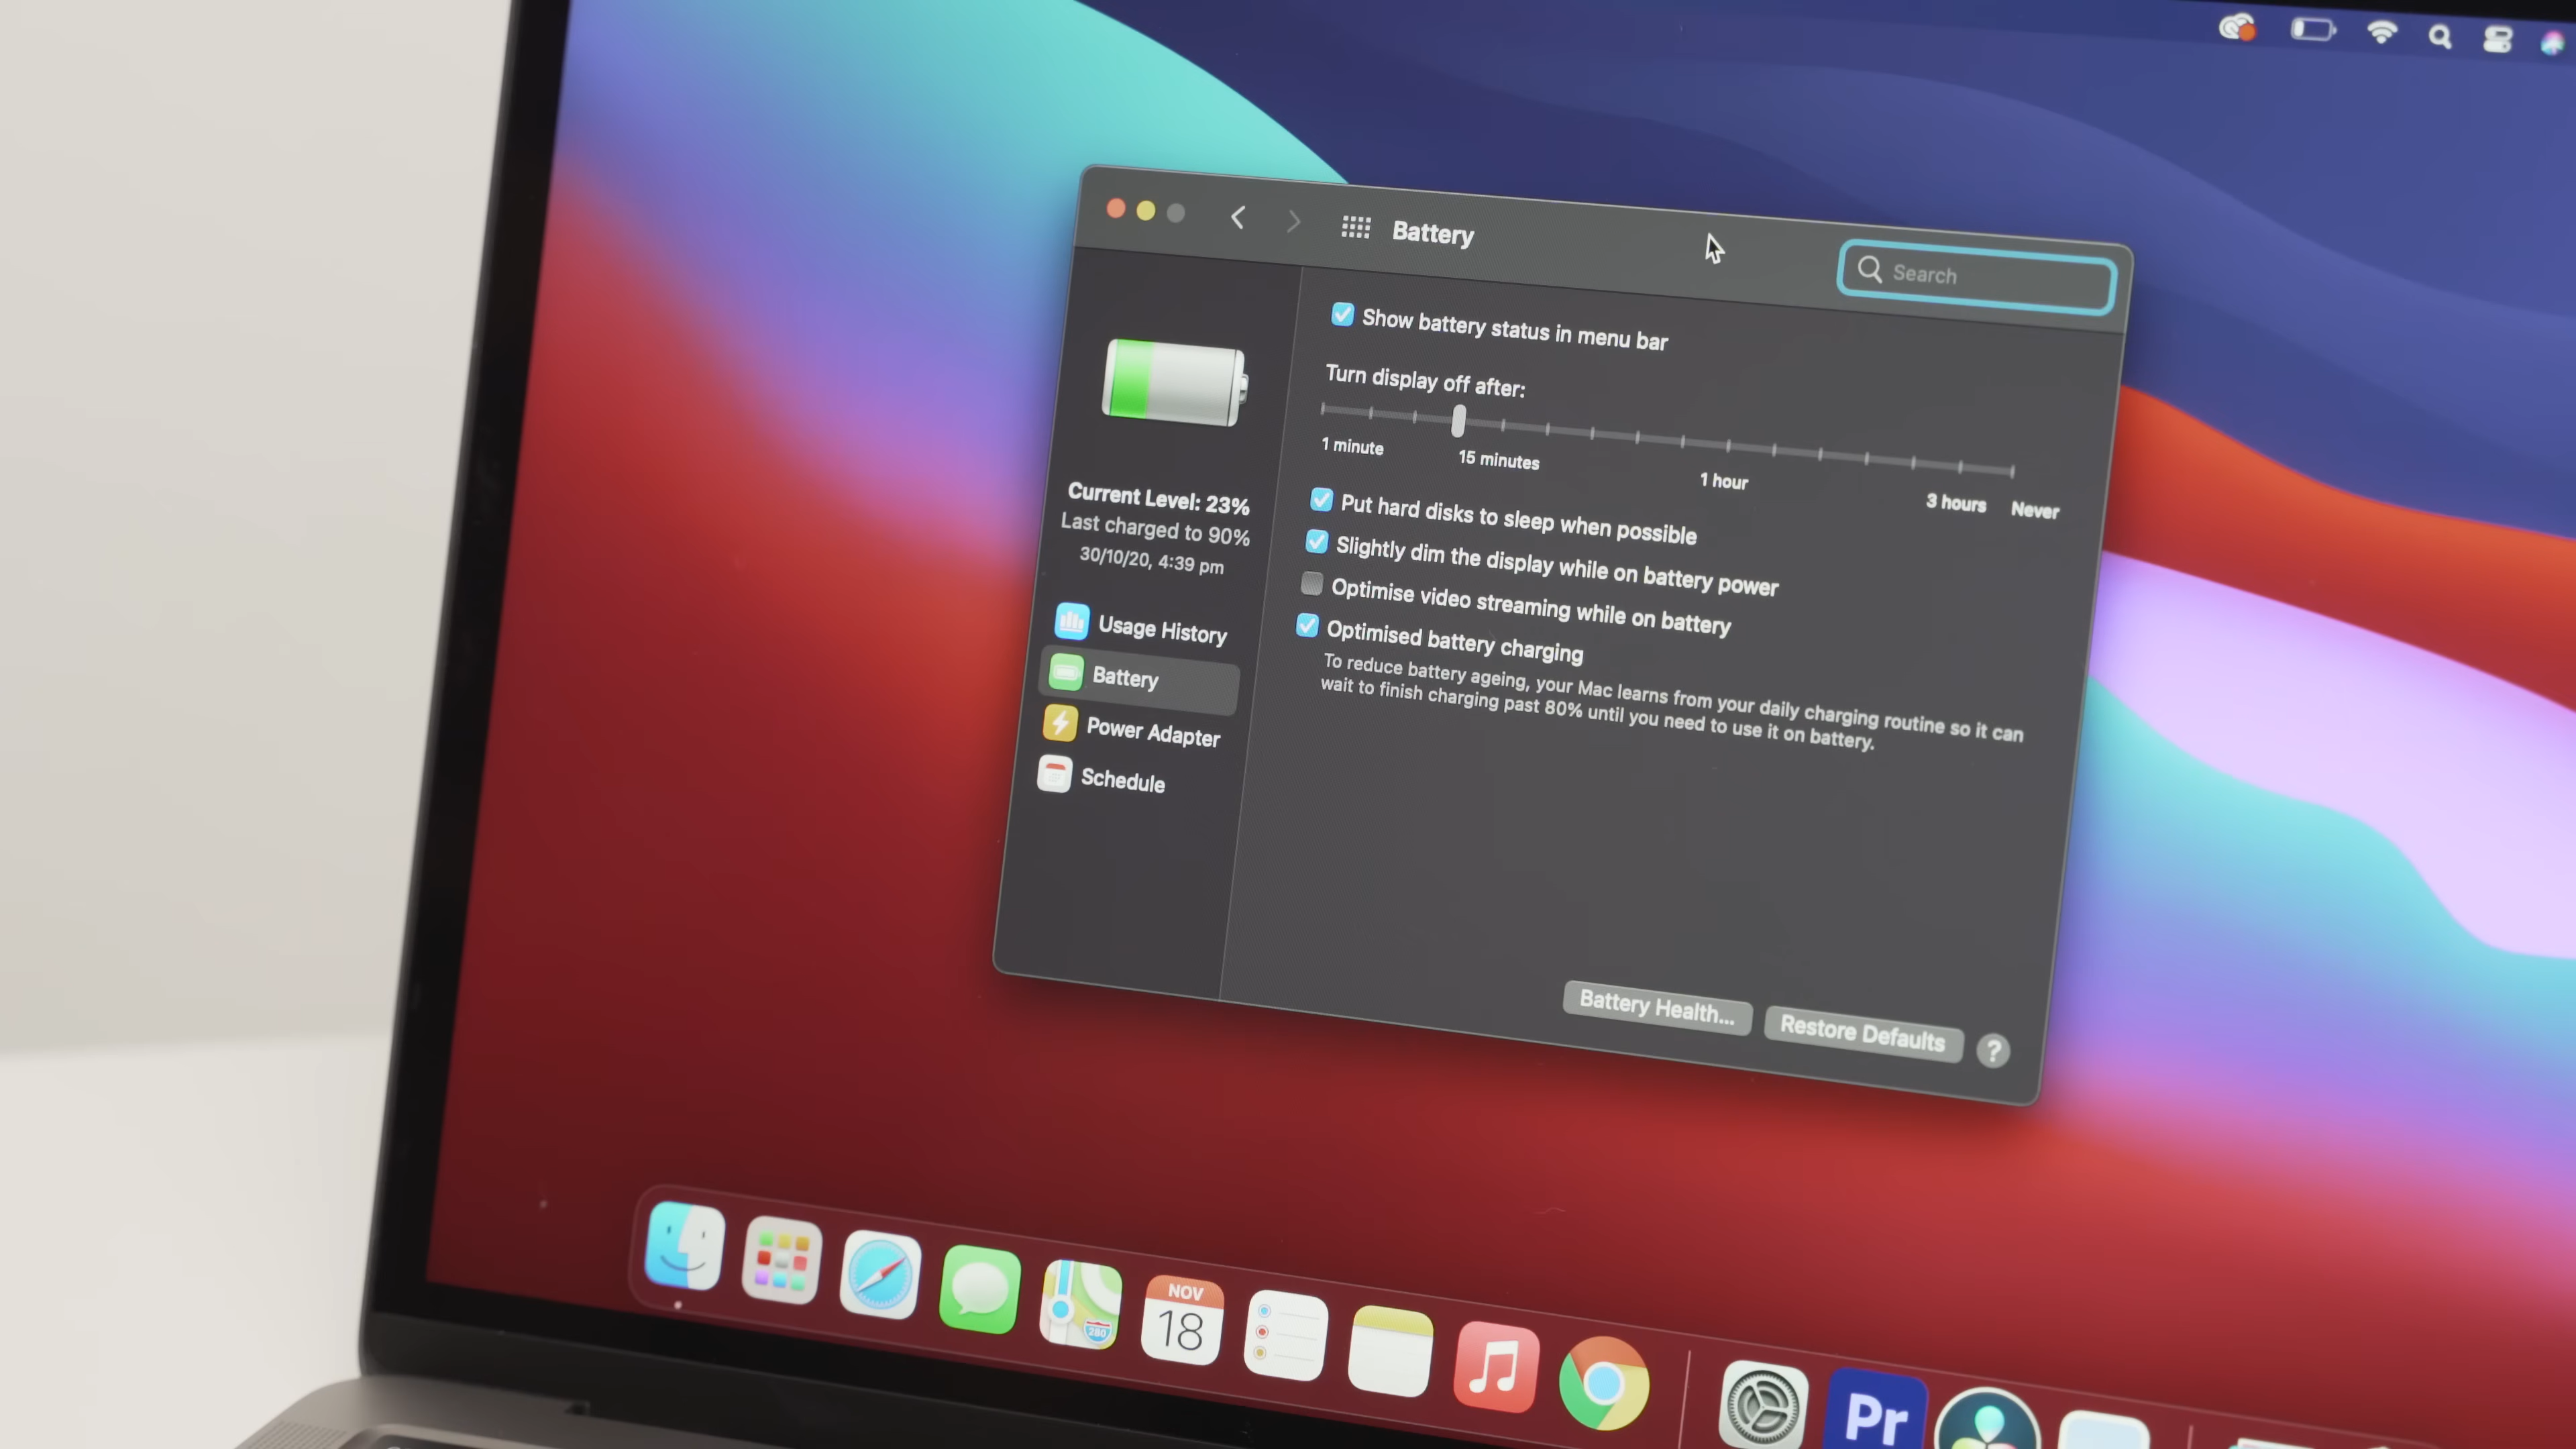 Battery
Search
Show battery status in menu bar
Turn display off after:
1 minute
15 minutes
1 hour
3 hours
Never
Current Level: 23%
Last charged to 90%
30/10/20, 4:39 pm
Put hard disks to sleep when possible
Slightly dim the display while on battery power
Optimise video streaming while on battery
Optimised battery charging
To reduce battery ageing, your Mac learns from your daily charging routine so it can
wait to finish charging past 80% until you need to use it on battery.
Usage History
Battery
Power Adapter
Schedule
Battery Health...
Restore Defaults
?
280
NOV
18
Pr